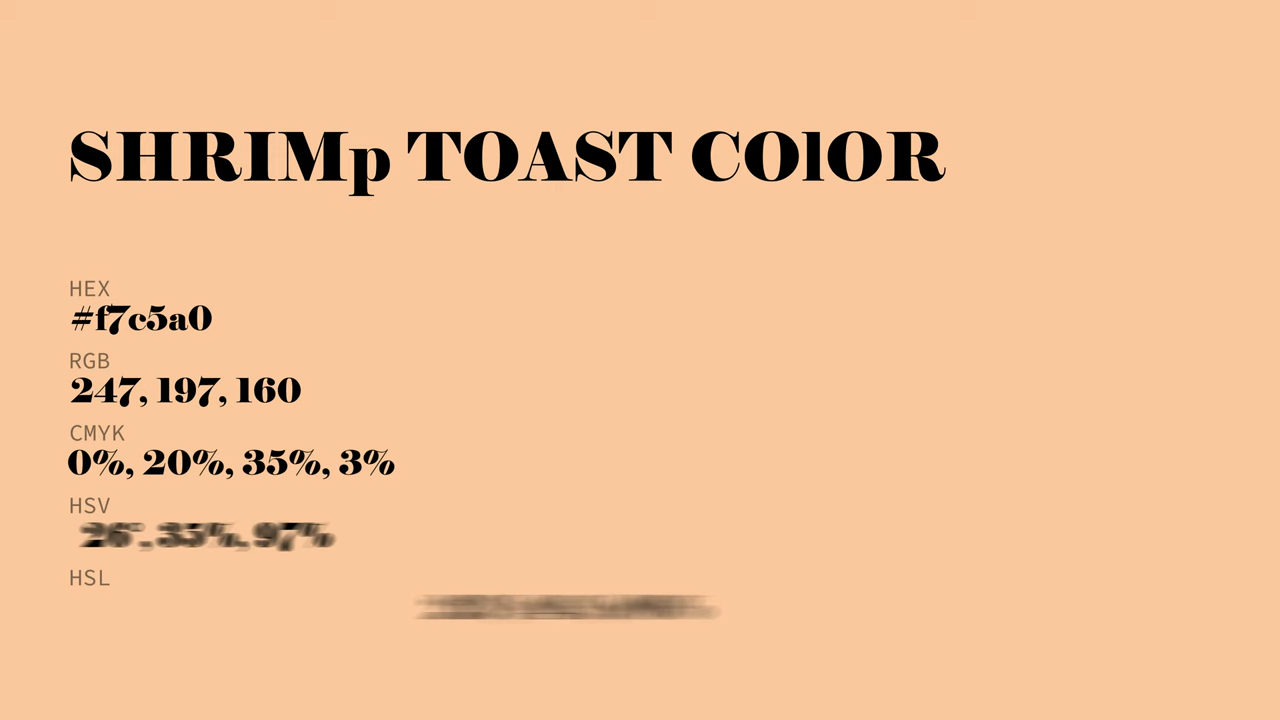 SHRIMp TOAST COlOR
HEX
#f7c5a0
RGB
247, 197, 160
CMYK
0%, 20%, 35%, 3%
HSV
26°, 35%, 97%
HSL